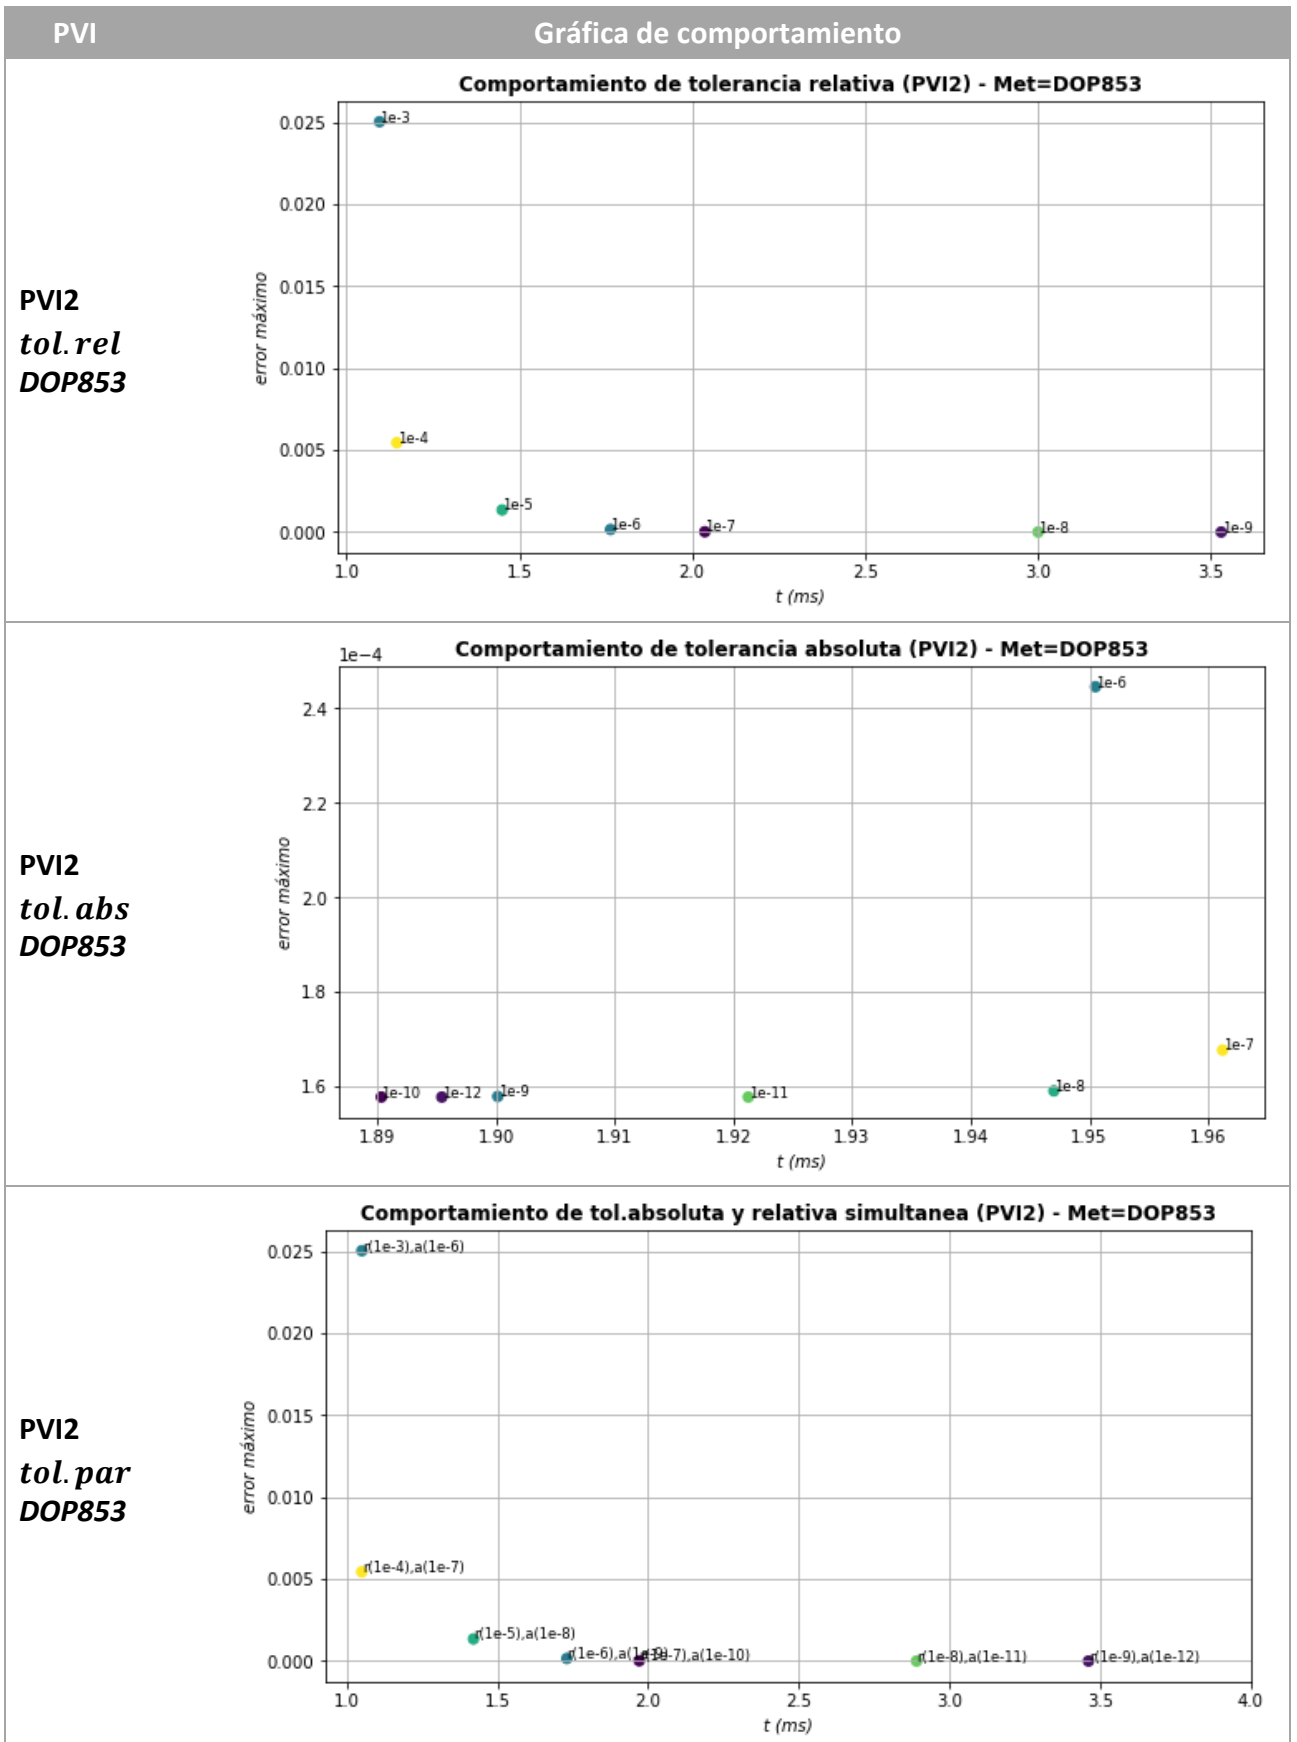 PVI Gráfica de comportamiento
Comportamiento de tolerancia relativa (PVI2) - Met=DOP853
PVI2
tol.rel
DOP853
error máximo
0.025
0.020
0.015
0.010
0.005
0.000
1e-3
1e-4
1e-5
1e-6
1e-7
1e-8
1e-9
1.0 1.5 2.0 2.5 3.0 3.5
t (ms)
1e−4
Comportamiento de tolerancia absoluta (PVI2) - Met=DOP853
PVI2
tol.abs
DOP853
error máximo
2.4
2.2
2.0
1.8
1.6
1e-6
1e-7
1e-8
1e-10 1e-12 1e-9 1e-11
1.89 1.90 1.91 1.92 1.93 1.94 1.95 1.96
t (ms)
Comportamiento de tol.absoluta y relativa simultanea (PVI2) - Met=DOP853
PVI2
tol.par
DOP853
error máximo
0.025
0.020
0.015
0.010
0.005
0.000
r(1e-3),a(1e-6)
r(1e-4),a(1e-7)
r(1e-5),a(1e-8)
r(1e-6),a(1e-9)
r(1e-7),a(1e-10)
r(1e-8),a(1e-11)
r(1e-9),a(1e-12)
1.0 1.5 2.0 2.5 3.0 3.5 4.0
t (ms)